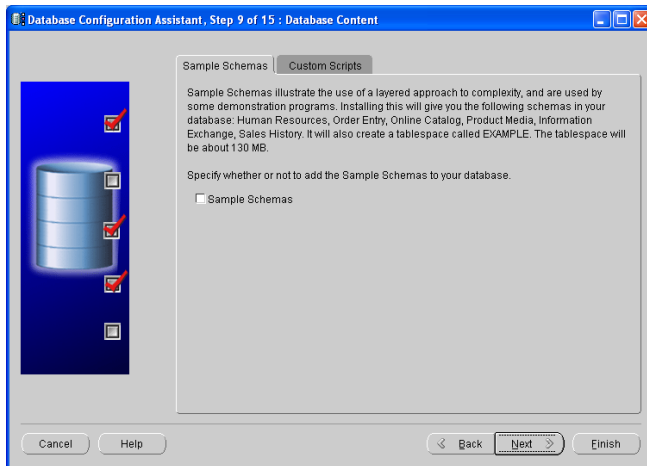 Database Configuration Assistant, Step 9 of 15 : Database Content
Sample Schemas
Custom Scripts
Sample Schemas illustrate the use of a layered approach to complexity, and are used by
some demonstration programs. Installing this will give you the following schemas in your
database: Human Resources, Order Entry, Online Catalog, Product Media, Information
Exchange, Sales History. It will also create a tablespace called EXAMPLE. The tablespace will
be about 130 MB.
Specify whether or not to add the Sample Schemas to your database.
Sample Schemas
Cancel
Help
Back
Next
Finish